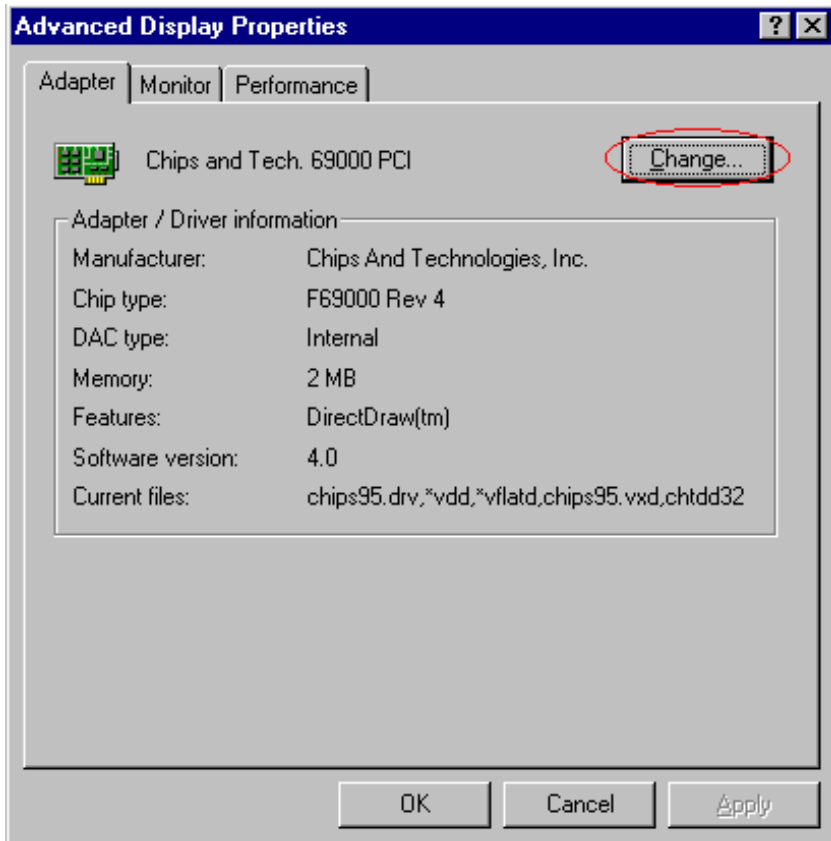 Advanced Display Properties
Adapter Monitor Performance
Chips and Tech. 69000 PCI Change...
Adapter / Driver information
Manufacturer: Chips And Technologies, Inc.
Chip type: F69000 Rev 4
DAC type: Internal
Memory: 2 MB
Features: DirectDraw(tm)
Software version: 4.0
Current files: chips95.drv,*vdd,*vflatd,chips95.vxd,chtdd32
OK Cancel Apply